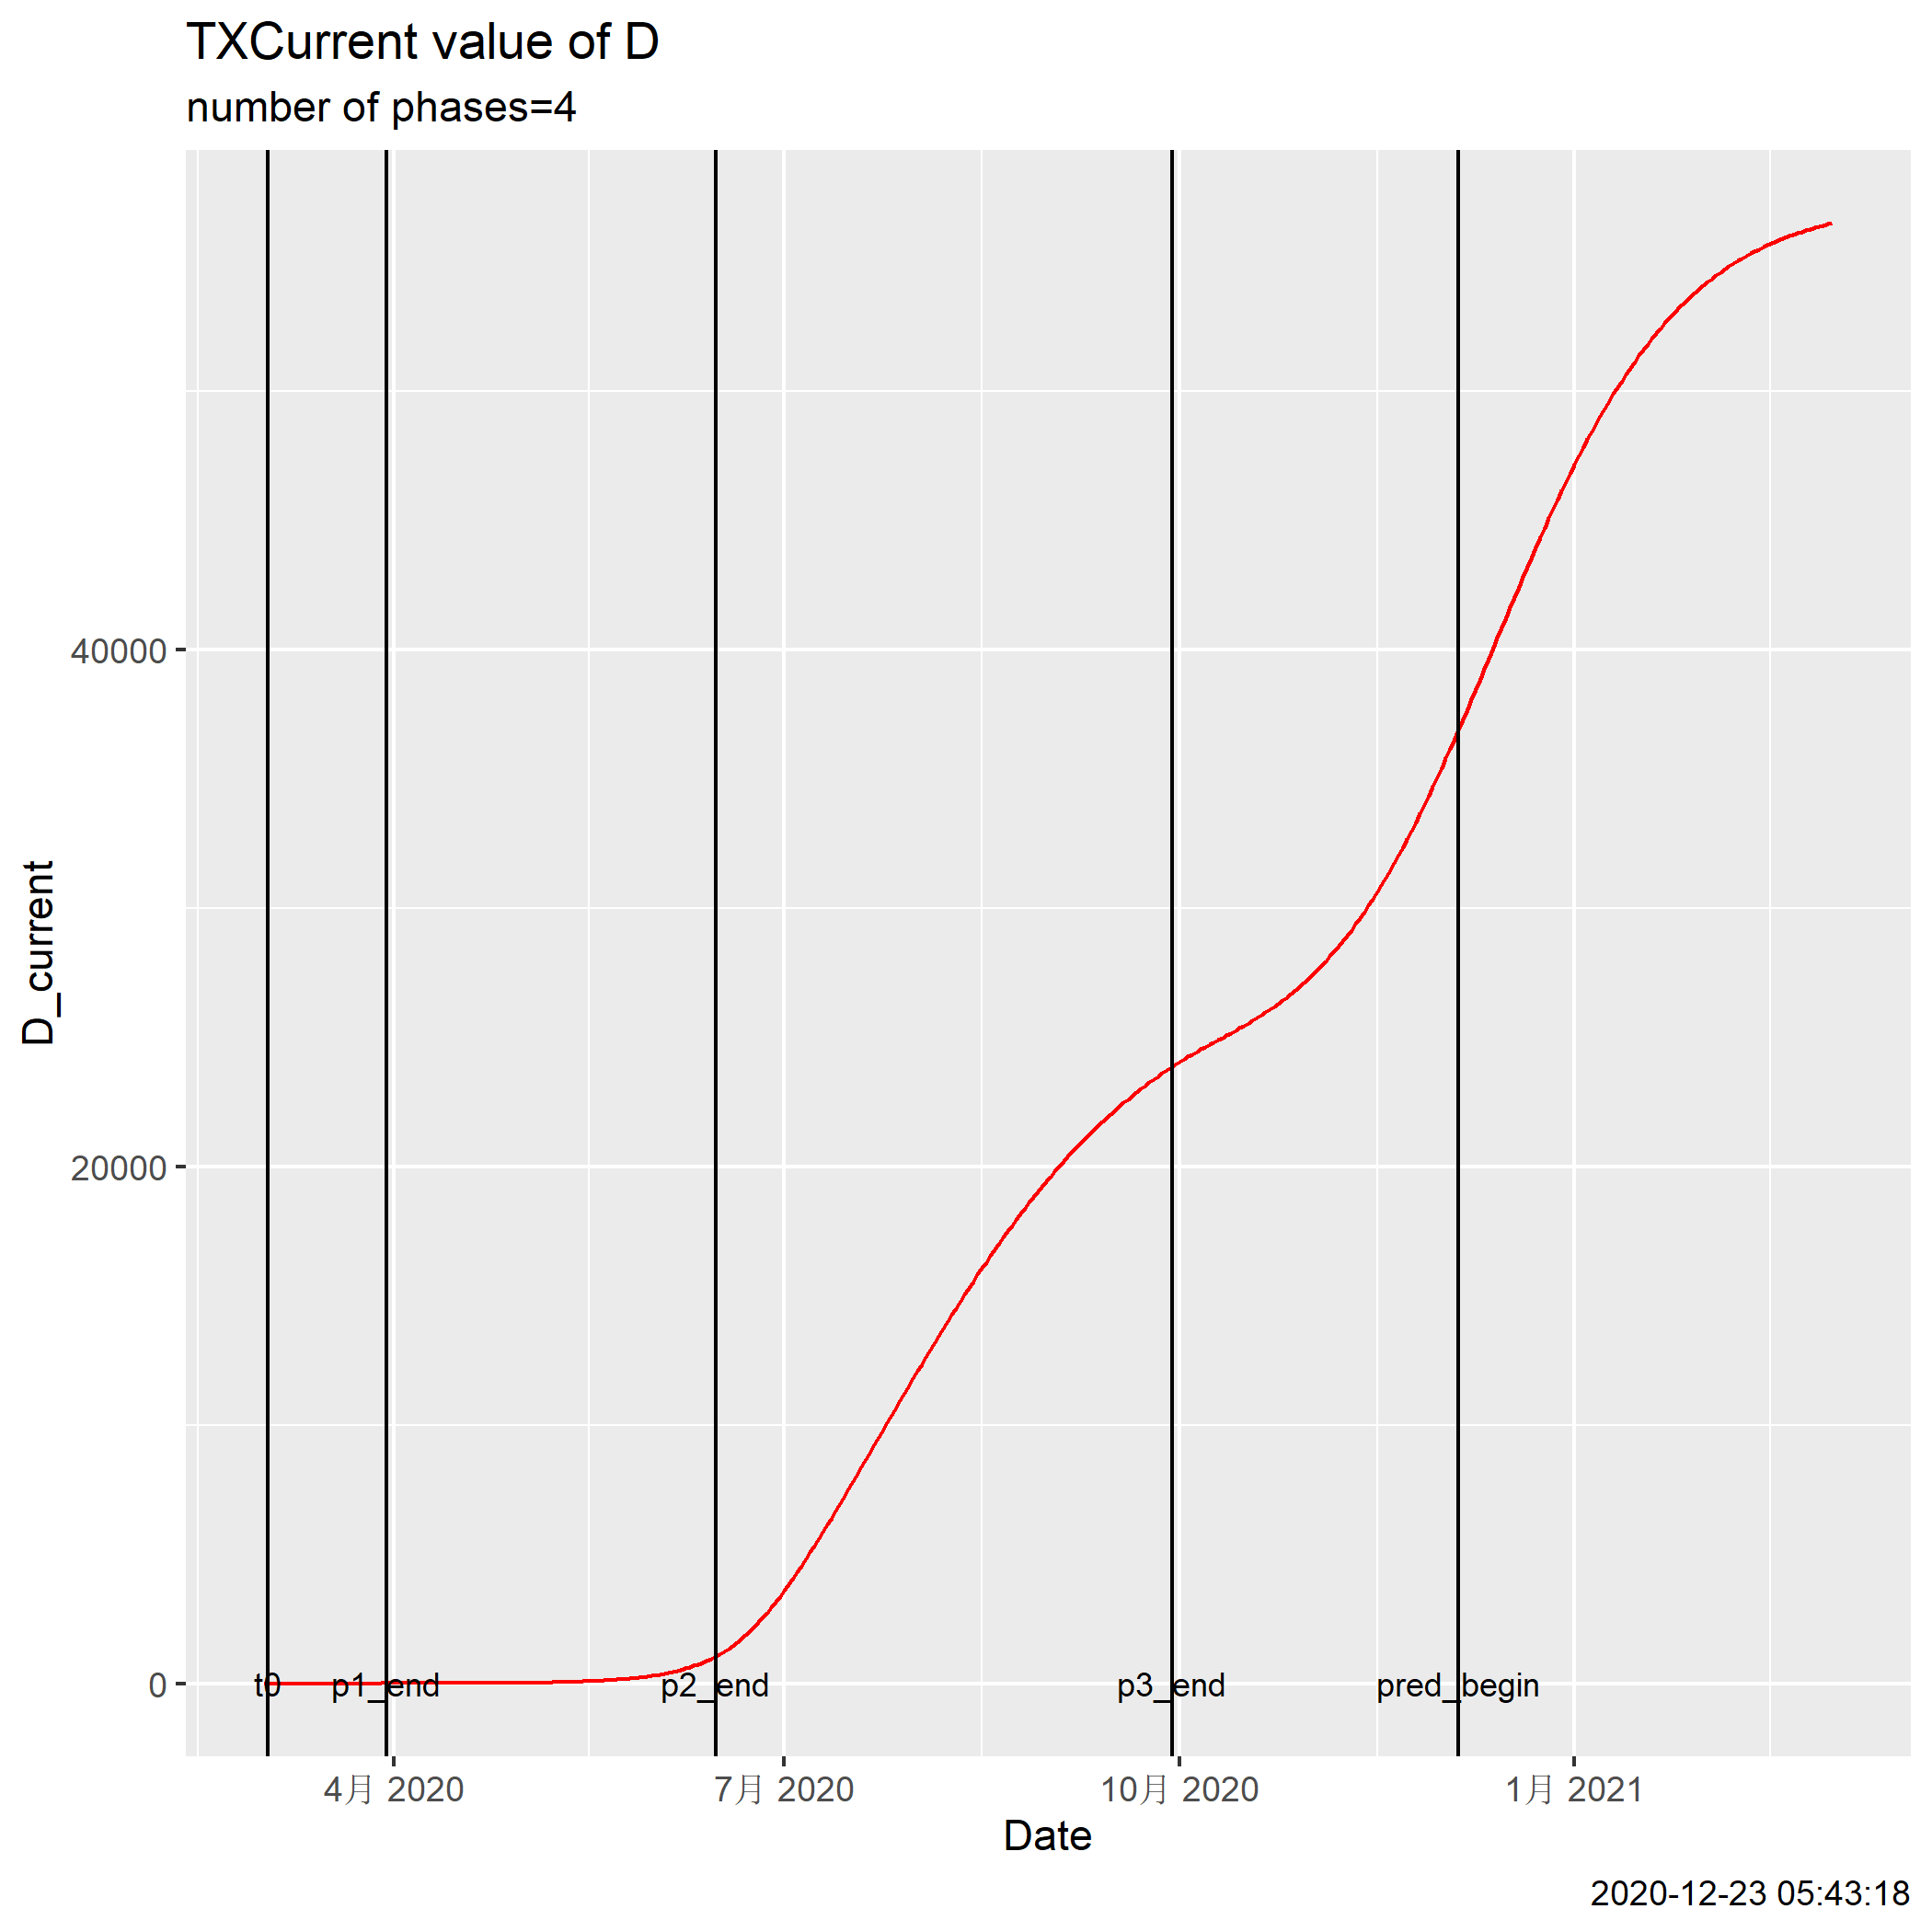 TXCurrent value of D
number of phases=4
D_current
40000
20000
0
t0 p1_end p2_end p3_end pred_begin
4月 2020 7月 2020 10月 2020 1月 2021
Date
2020-12-23 05:43:18